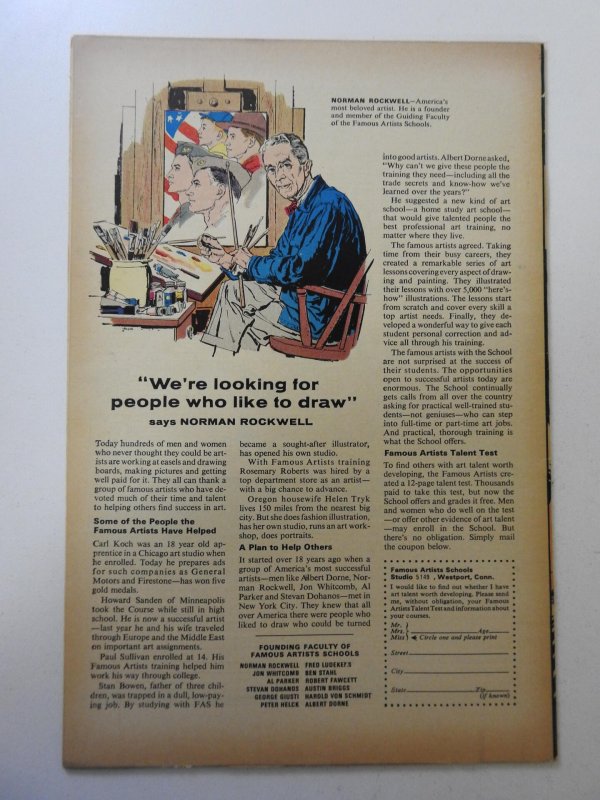 NORMAN ROCKWELL—America's
most beloved artist. He is a founder
and member of the Guiding Faculty
of the Famous Artists Schools.
"We're looking for
people who like to draw"
says NORMAN ROCKWELL
Today hundreds of men and women
who never thought they could be art-
ists are working at easels and drawing
boards, making pictures and getting
well paid for it. They all can thank a
group of famous artists who have de-
voted much of their time and talent
to helping others find success in art.
Some of the People the
Famous Artists Have Helped
Carl Koch was an 18 year old ap-
prentice in a Chicago art studio when
he enrolled. Today he prepares ads
for such companies as General
Motors and Firestone—has won five
gold medals.
Howard Sanden of Minneapolis
took the Course while still in high
school. He is now a successful artist
—last year he and his wife traveled
through Europe and the Middle East
on important art assignments.
Paul Sullivan enrolled at 14. His
Famous Artists training helped him
work his way through college.
Stan Bowen, father of three chil-
dren, was trapped in a dull, low-pay-
ing job. By studying with FAS he
became a sought-after illustrator,
has opened his own studio.
With Famous Artists training
Rosemary Roberts was hired by a
top department store as an artist—
with a big chance to advance.
Oregon housewife Helen Tryk
lives 150 miles from the nearest big
city. But she does fashion illustration,
has her own studio, runs an art work-
shop, does portraits.
A Plan to Help Others
It started over 18 years ago when a
group of America's most successful
artists—men like Albert Dorne, Nor-
man Rockwell, Jon Whitcomb, Al
Parker and Stevan Dohanos—met in
New York City. They knew that all
over America there were people who
liked to draw who could be turned
FOUNDING FACULTY OF
FAMOUS ARTISTS SCHOOLS
NORMAN ROCKWELL FRED LUDEKENS
JON WHITCOMB BEN STAHL
AL PARKER ROBERT FAWCETT
STEVAN DOHANOS AUSTIN BRIGGS
GEORGE GIUSTI HAROLD VON SCHMIDT
PETER HELCK ALBERT DORNE
into good artists. Albert Dorne asked,
"Why can't we give these people the
training they need—including all the
trade secrets and know-how we've
learned over the years?"
He suggested a new kind of art
school—a home study art school—
that would give talented people the
best professional art training, no
matter where they live.
The famous artists agreed. Taking
time from their busy careers, they
created a remarkable series of art
lessons covering every aspect of draw-
ing and painting. They illustrated
their lessons with over 5,000 "here's-
how" illustrations. The lessons start
from scratch and cover every skill a
top artist needs. Finally, they de-
veloped a wonderful way to give each
student personal correction and ad-
vice all through his training.
The famous artists with the School
are not surprised at the success of
their students. The opportunities
open to successful artists today are
enormous. The School continually
gets calls from all over the country
asking for practical well-trained stu-
dents—not geniuses—who can step
into full-time or part-time art jobs.
And practical, thorough training is
what the School offers.
Famous Artists Talent Test
To find others with art talent worth
developing, the Famous Artists cre-
ated a 12-page talent test. Thousands
paid to take this test, but now the
School offers and grades it free. Men
and women who do well on the test
—or offer other evidence of art talent
—may enroll in the School. But
there's no obligation. Simply mail
the coupon below.
Famous Artists Schools
Studio 5149, Westport, Conn.
I would like to find out whether I have
art talent worth developing. Please send
me, without obligation, your Famous
Artists Talent Test and information about
your courses.
Mr.
Mrs. Age
Miss Circle one and please print
Street
City
State Zip
(if known)